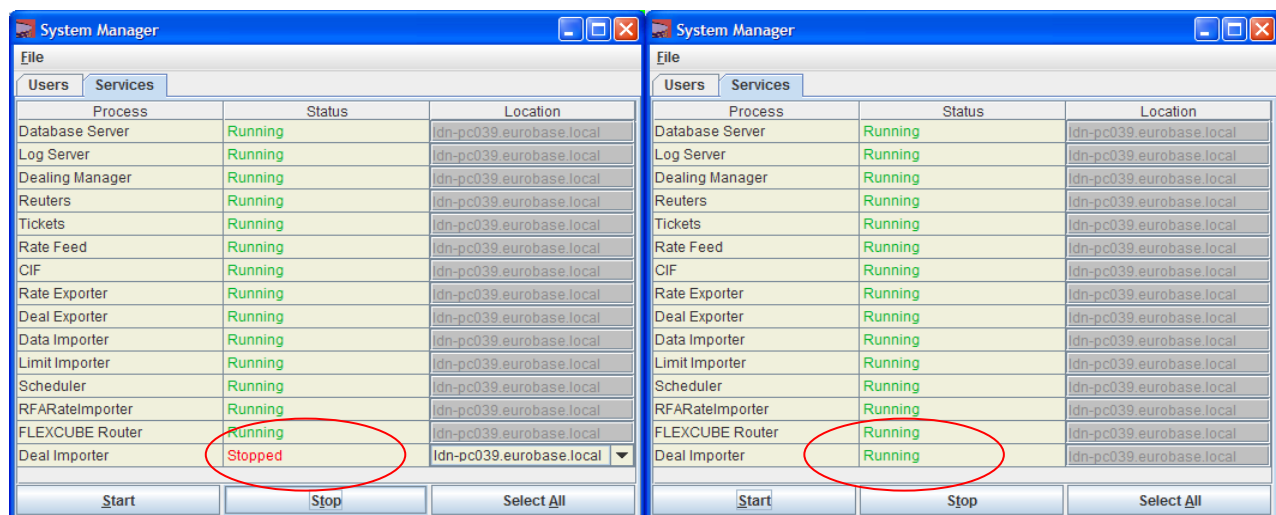 System Manager
File
Users Services
Process Status Location
Database Server Running ldn-pc039.eurobase.local
Log Server Running ldn-pc039.eurobase.local
Dealing Manager Running ldn-pc039.eurobase.local
Reuters Running ldn-pc039.eurobase.local
Tickets Running ldn-pc039.eurobase.local
Rate Feed Running ldn-pc039.eurobase.local
CIF Running ldn-pc039.eurobase.local
Rate Exporter Running ldn-pc039.eurobase.local
Deal Exporter Running ldn-pc039.eurobase.local
Data Importer Running ldn-pc039.eurobase.local
Limit Importer Running ldn-pc039.eurobase.local
Scheduler Running ldn-pc039.eurobase.local
RFARateImporter Running ldn-pc039.eurobase.local
FLEXCUBE Router Running ldn-pc039.eurobase.local
Deal Importer Stopped ldn-pc039.eurobase.local
Start Stop Select All
System Manager
File
Users Services
Process Status Location
Database Server Running ldn-pc039.eurobase.local
Log Server Running ldn-pc039.eurobase.local
Dealing Manager Running ldn-pc039.eurobase.local
Reuters Running ldn-pc039.eurobase.local
Tickets Running ldn-pc039.eurobase.local
Rate Feed Running ldn-pc039.eurobase.local
CIF Running ldn-pc039.eurobase.local
Rate Exporter Running ldn-pc039.eurobase.local
Deal Exporter Running ldn-pc039.eurobase.local
Data Importer Running ldn-pc039.eurobase.local
Limit Importer Running ldn-pc039.eurobase.local
Scheduler Running ldn-pc039.eurobase.local
RFARateImporter Running ldn-pc039.eurobase.local
FLEXCUBE Router Running ldn-pc039.eurobase.local
Deal Importer Running ldn-pc039.eurobase.local
Start Stop Select All